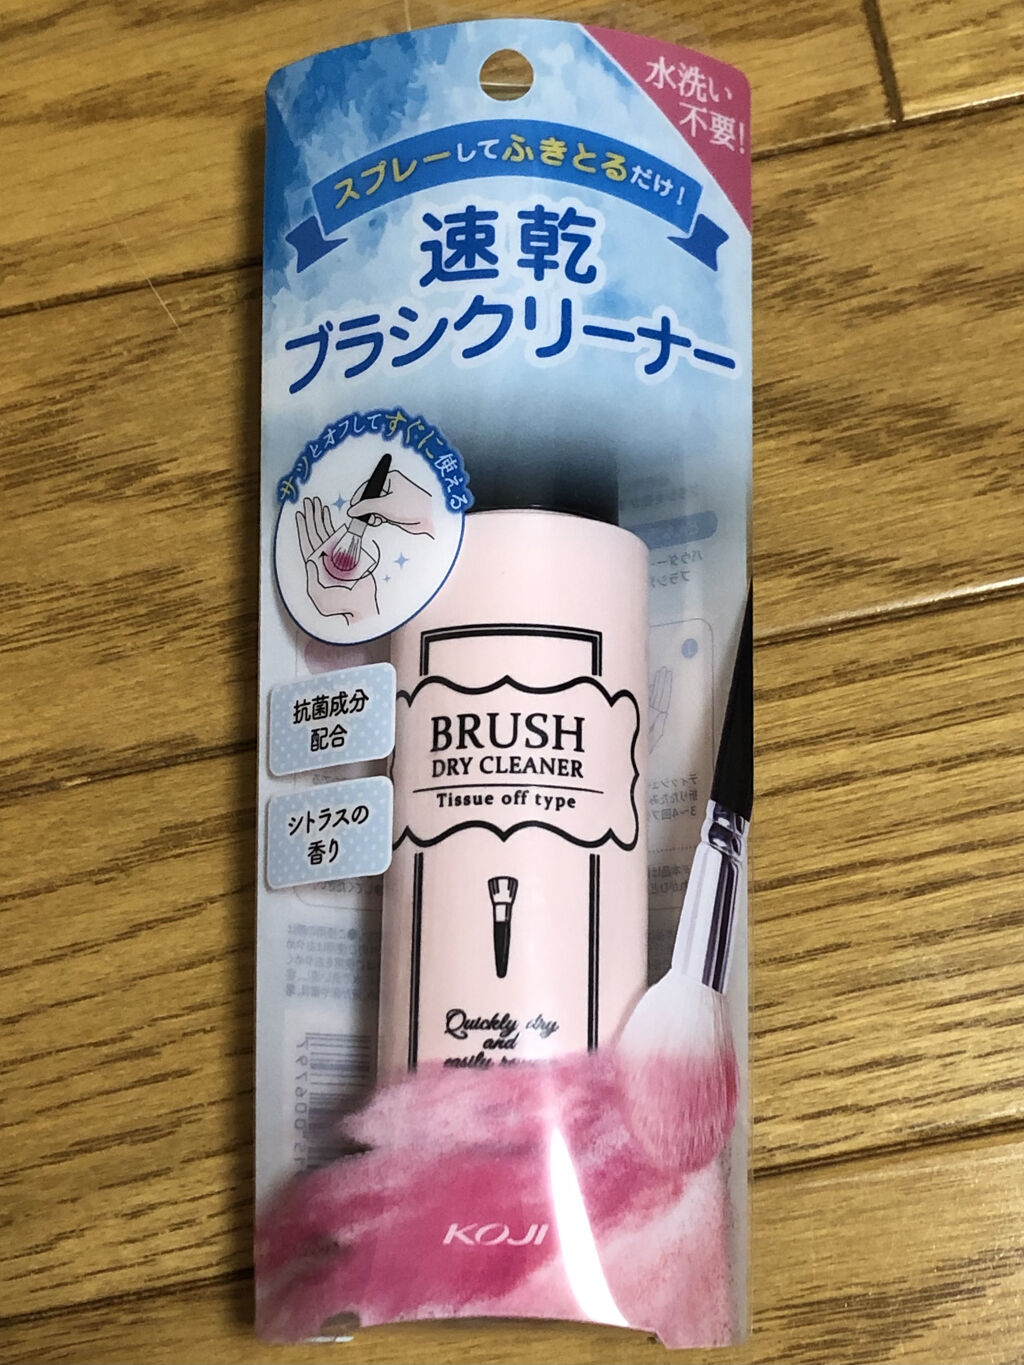 水洗い
不要!
スプレーしてふきとるだけ!
速乾
ブラシクリーナー
サッとオフしてすぐに使える
抗菌成分
配合
シトラスの
香り
BRUSH
DRY CLEANER
Tissue off type
Quickly dry
and
easily
KOJI